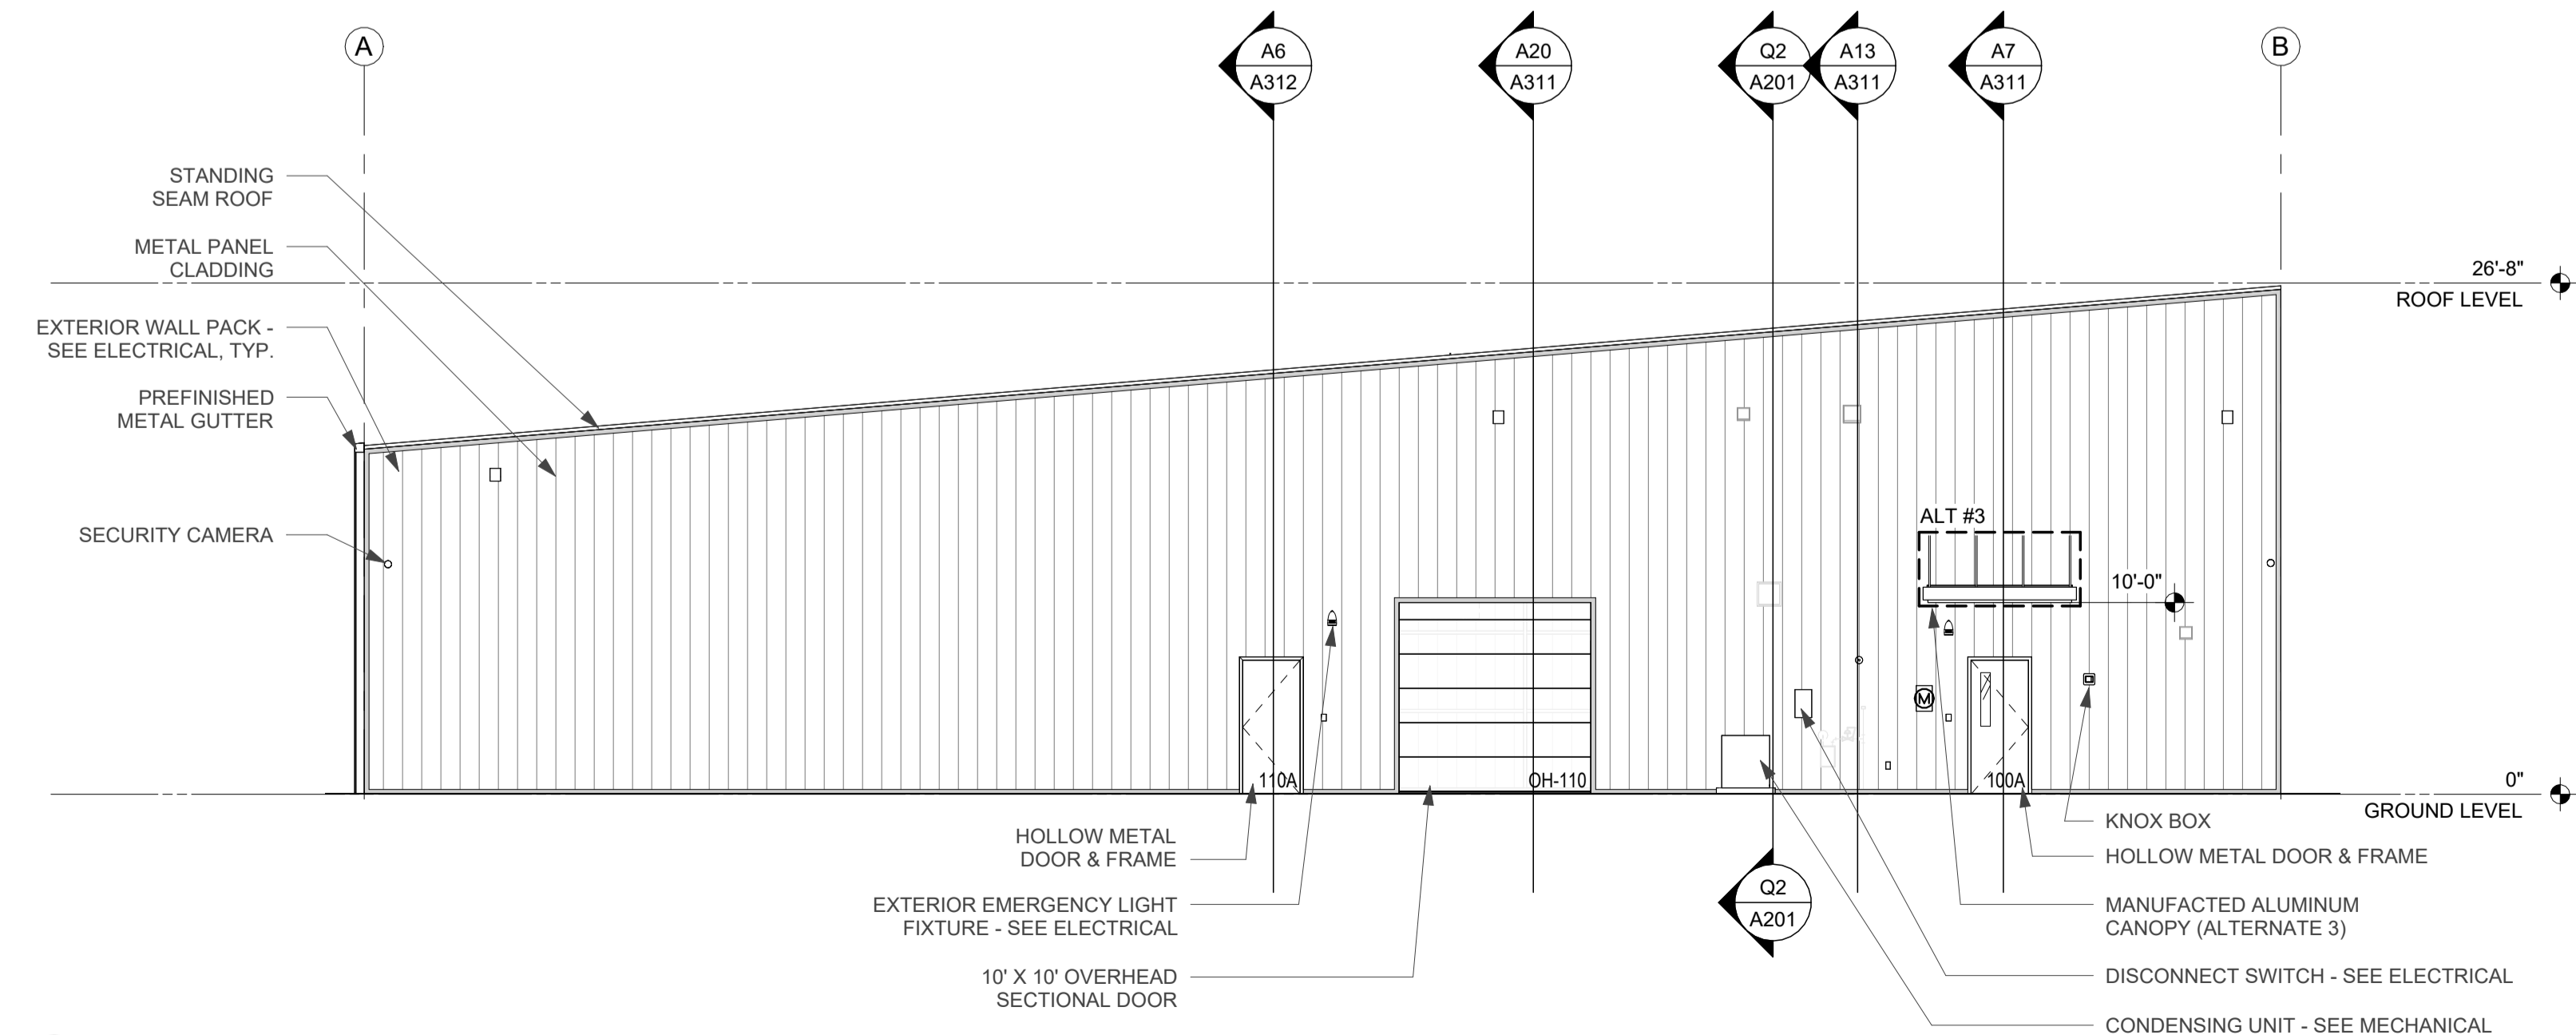 A
B
A6
A312
A20
A311
Q2
A201
A13
A311
A7
A311
STANDING
SEAM ROOF
METAL PANEL
CLADDING
EXTERIOR WALL PACK -
SEE ELECTRICAL, TYP.
PREFINISHED
METAL GUTTER
SECURITY CAMERA
26'-8"
ROOF LEVEL
ALT #3
10'-0"
M
110A
OH-110
100A
0"
GROUND LEVEL
HOLLOW METAL
DOOR & FRAME
EXTERIOR EMERGENCY LIGHT
FIXTURE - SEE ELECTRICAL
10' X 10' OVERHEAD
SECTIONAL DOOR
Q2
A201
KNOX BOX
HOLLOW METAL DOOR & FRAME
MANUFACTED ALUMINUM
CANOPY (ALTERNATE 3)
DISCONNECT SWITCH - SEE ELECTRICAL
CONDENSING UNIT - SEE MECHANICAL